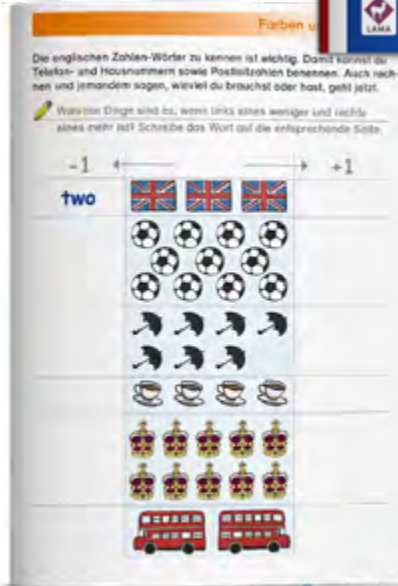 Farben u
LAMA
Die englischen Zahlen-Wörter zu kennen ist wichtig. Damit kannst du
Telefon- und Hausnummern sowie Postleitzahlen benennen. Auch rech-
nen und jemandem sagen, wieviel du brauchst oder hast, geht jetzt.
Wieviele Dinge sind es, wenn links eines weniger und rechts
eines mehr ist? Schreibe das Wort auf die entsprechende Seite.
-1 +1
two